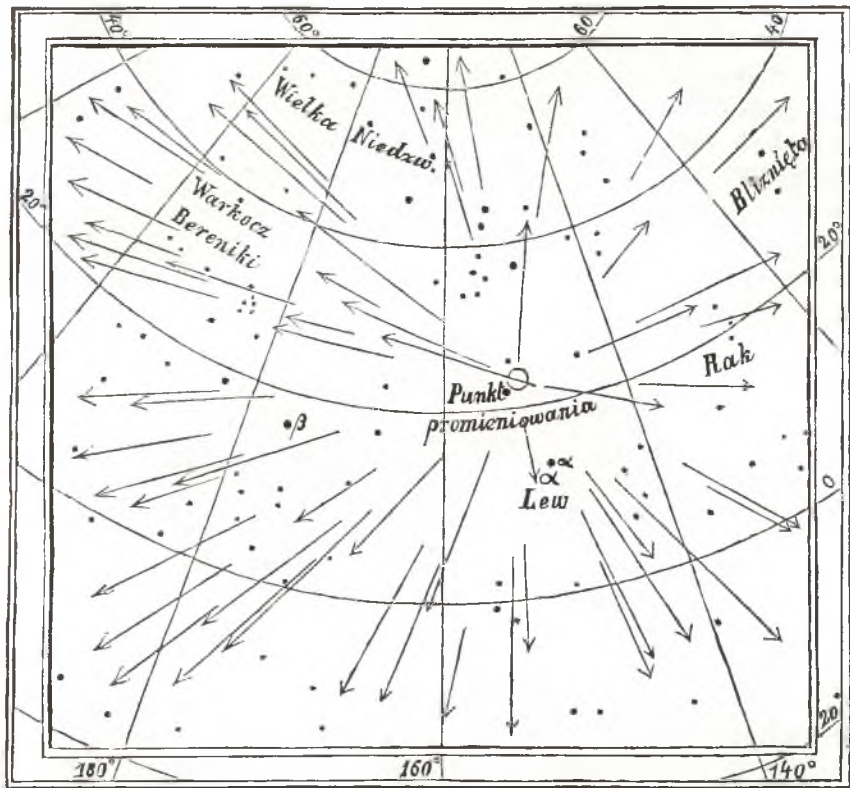 40°
60°
60
40
Wielka
Niedzw.
Bliznięta
20°
Warkocz
Bereniki
20°
Rak
Punkt
promieniowania
β
α
α
Lew
0
20
180°
160°
140°